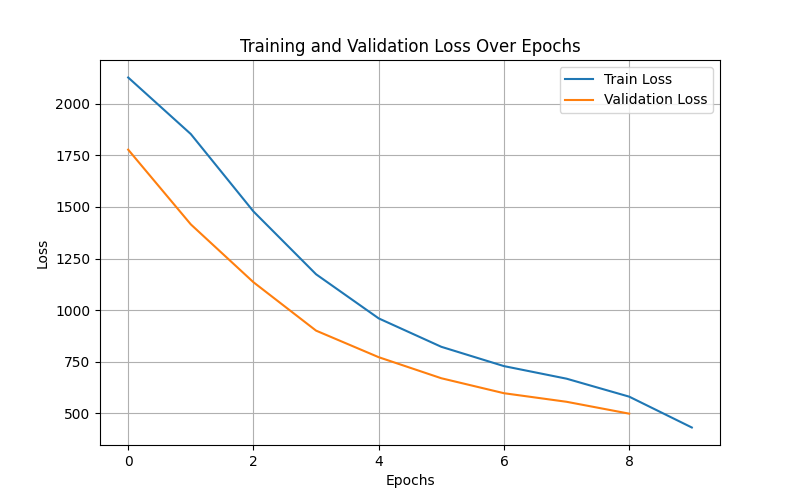 Training and Validation Loss Over Epochs
Train Loss
Validation Loss
2000
1750
1500
1250
1000
750
500
Loss
0 2 4 6 8
Epochs